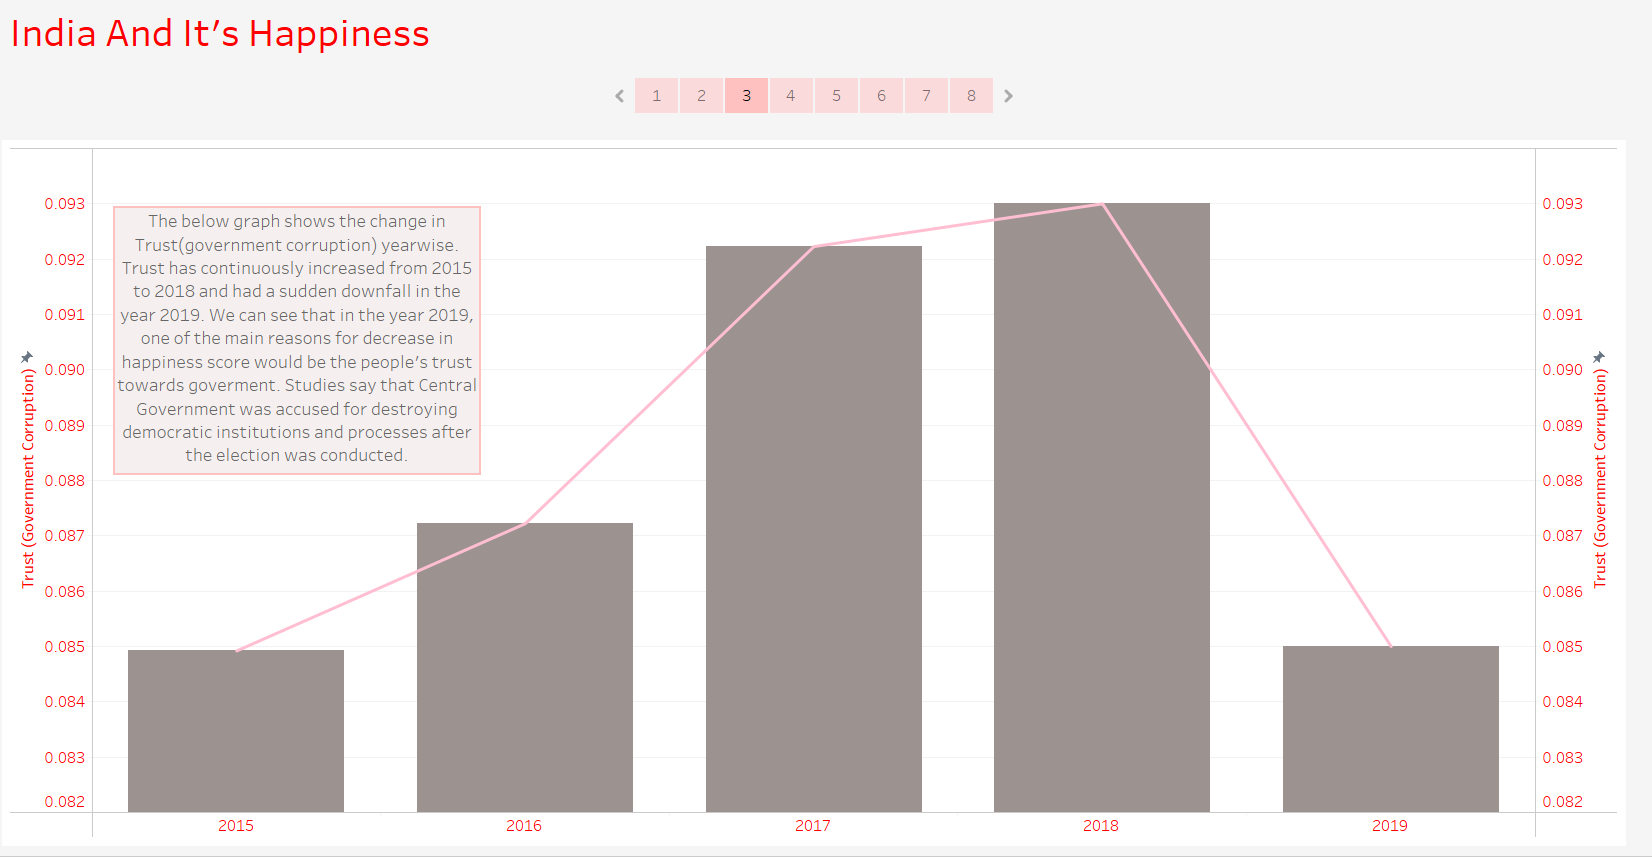 India And It's Happiness
1 2 3 4 5 6 7 8
The below graph shows the change in
Trust(government corruption) yearwise.
Trust has continuously increased from 2015
to 2018 and had a sudden downfall in the
year 2019. We can see that in the year 2019,
one of the main reasons for decrease in
happiness score would be the people's trust
towards goverment. Studies say that Central
Government was accused for destroying
democratic institutions and processes after
the election was conducted.
Trust (Government Corruption)
0.093
0.092
0.091
0.090
0.089
0.088
0.087
0.086
0.085
0.084
0.083
0.082
2015 2016 2017 2018 2019
0.093
0.092
0.091
0.090
0.089
0.088
0.087
0.086
0.085
0.084
0.083
0.082
Trust (Government Corruption)